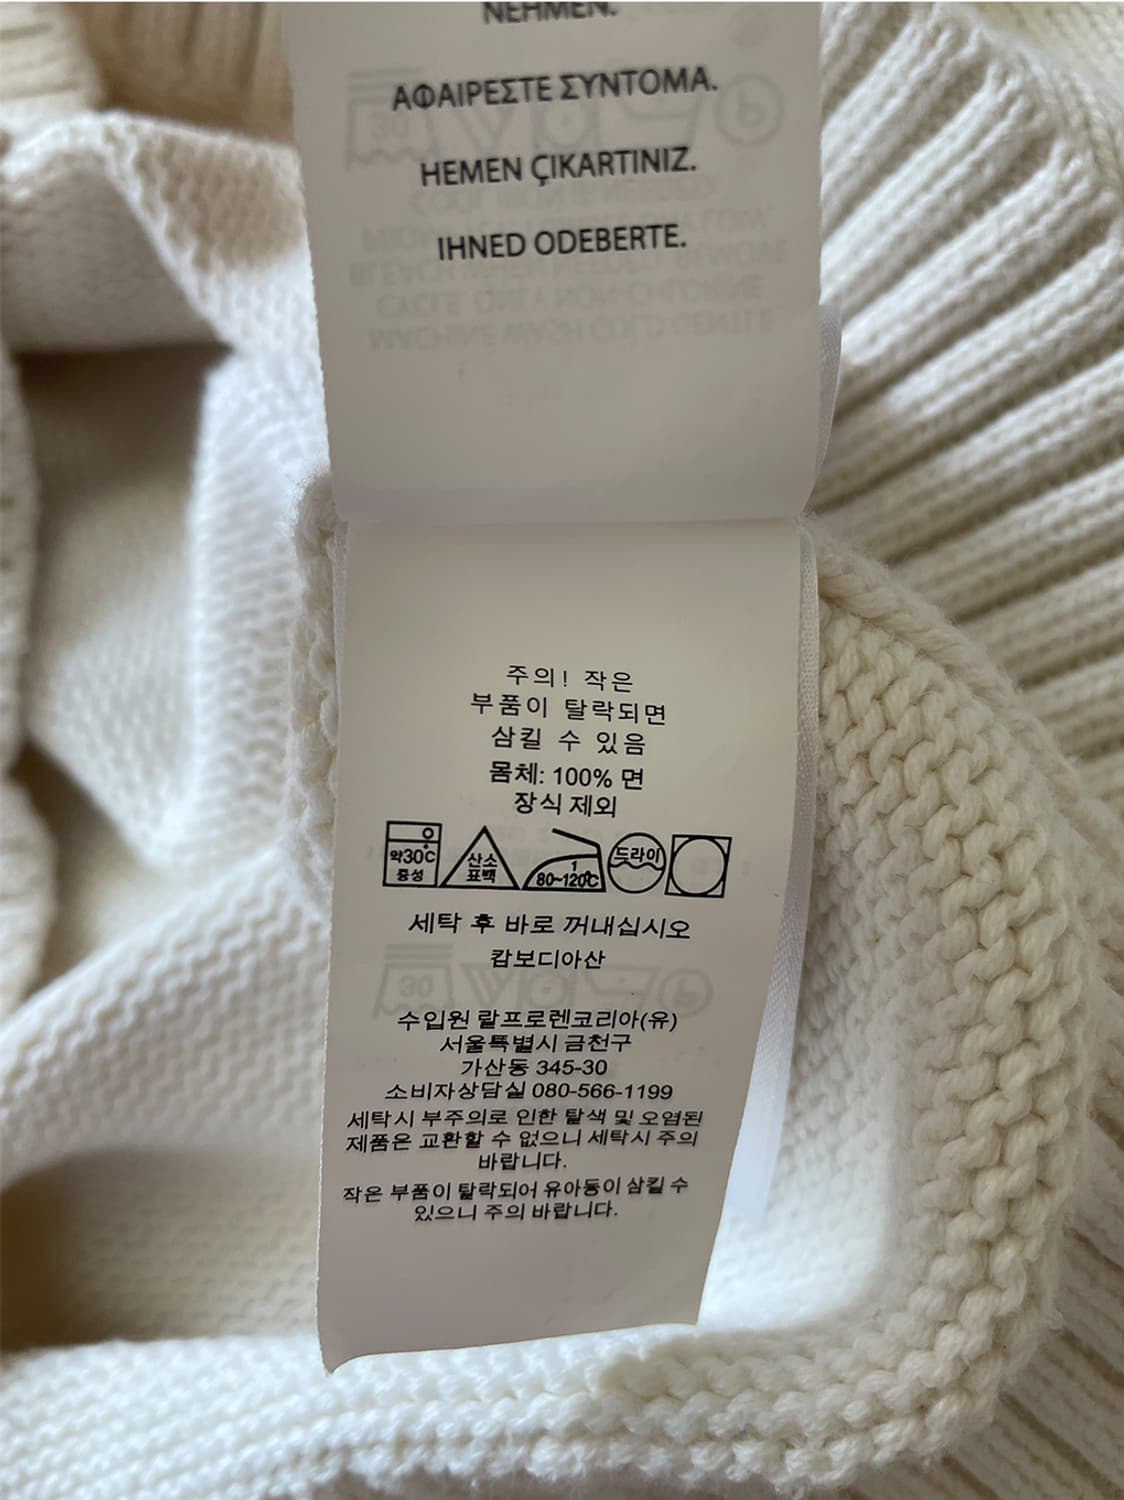 NEHMEN.
ΑΦΑΙΡΕΣΤΕ ΣΥΝΤΟΜΑ.
HEMEN ÇIKARTINIZ.
IHNED ODEBERTE.
주의! 작은
부품이 탈락되면
삼킬 수 있음
몸체: 100% 면
장식 제외
약30℃
중성
산소
표백
1
80~120℃
드라이
세탁 후 바로 꺼내십시오
캄보디아산
수입원 랄프로렌코리아(유)
서울특별시 금천구
가산동 345-30
소비자상담실 080-566-1199
세탁시 부주의로 인한 탈색 및 오염된
제품은 교환할 수 없으니 세탁시 주의
바랍니다.
작은 부품이 탈락되어 유아등이 삼킬 수
있으니 주의 바랍니다.